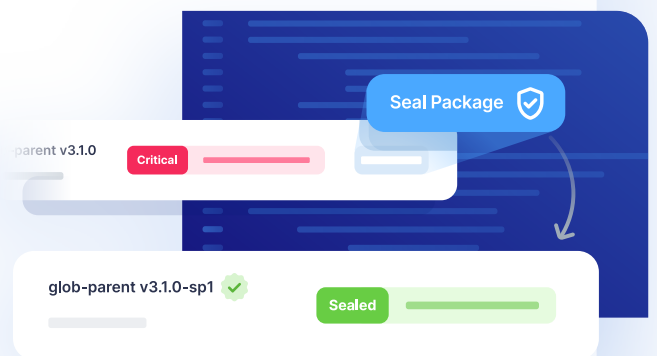 Seal Package
-parent v3.1.0
Critical
glob-parent v3.1.0-sp1
Sealed